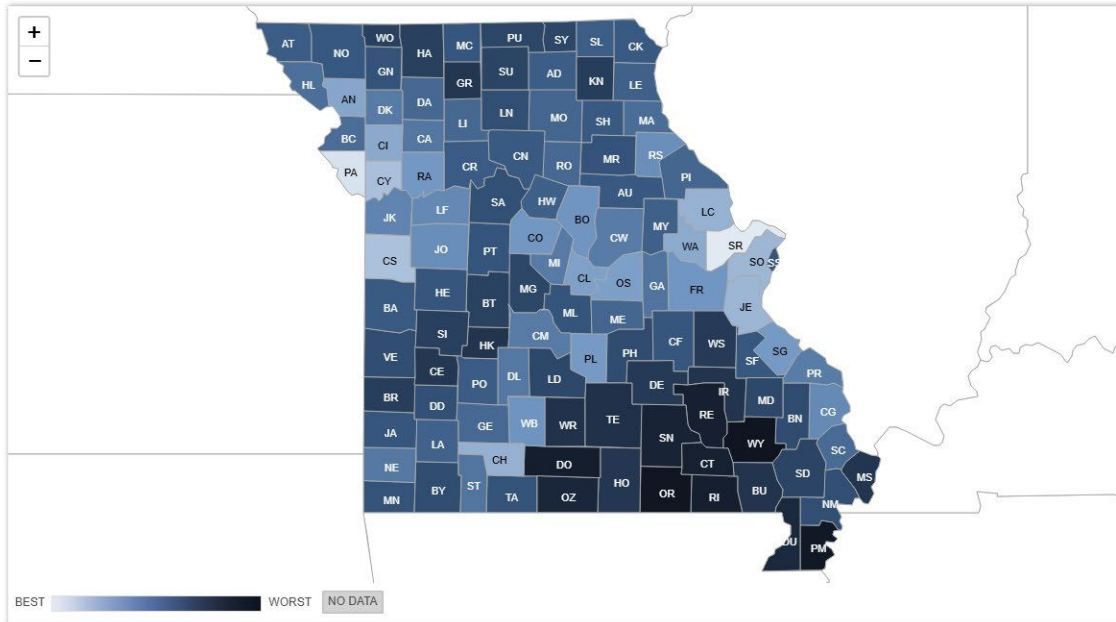 +
−
AT NO WO HA MC PU SY SL CK
HL GN GR SU AD KN LE
AN DK DA LI LN MO SH MA
BC CI CA CR CN RO MR RS PI
PA CY RA
JK LF SA HW BO AU LC
CS JO PT CO MI CW MY WA SR
CL OS GA FR SO SS
BA HE BT MG ML ME JE
VE SI HK CM PL PH CF WS SF SG PR
BR CE PO DL LD DE IR MD BN CG
JA DD GE WB WR TE RE WY SC
NE LA CH DO SN CT SD MS
MN BY ST TA OZ HO OR RI BU NM
DU PM
BEST WORST NO DATA